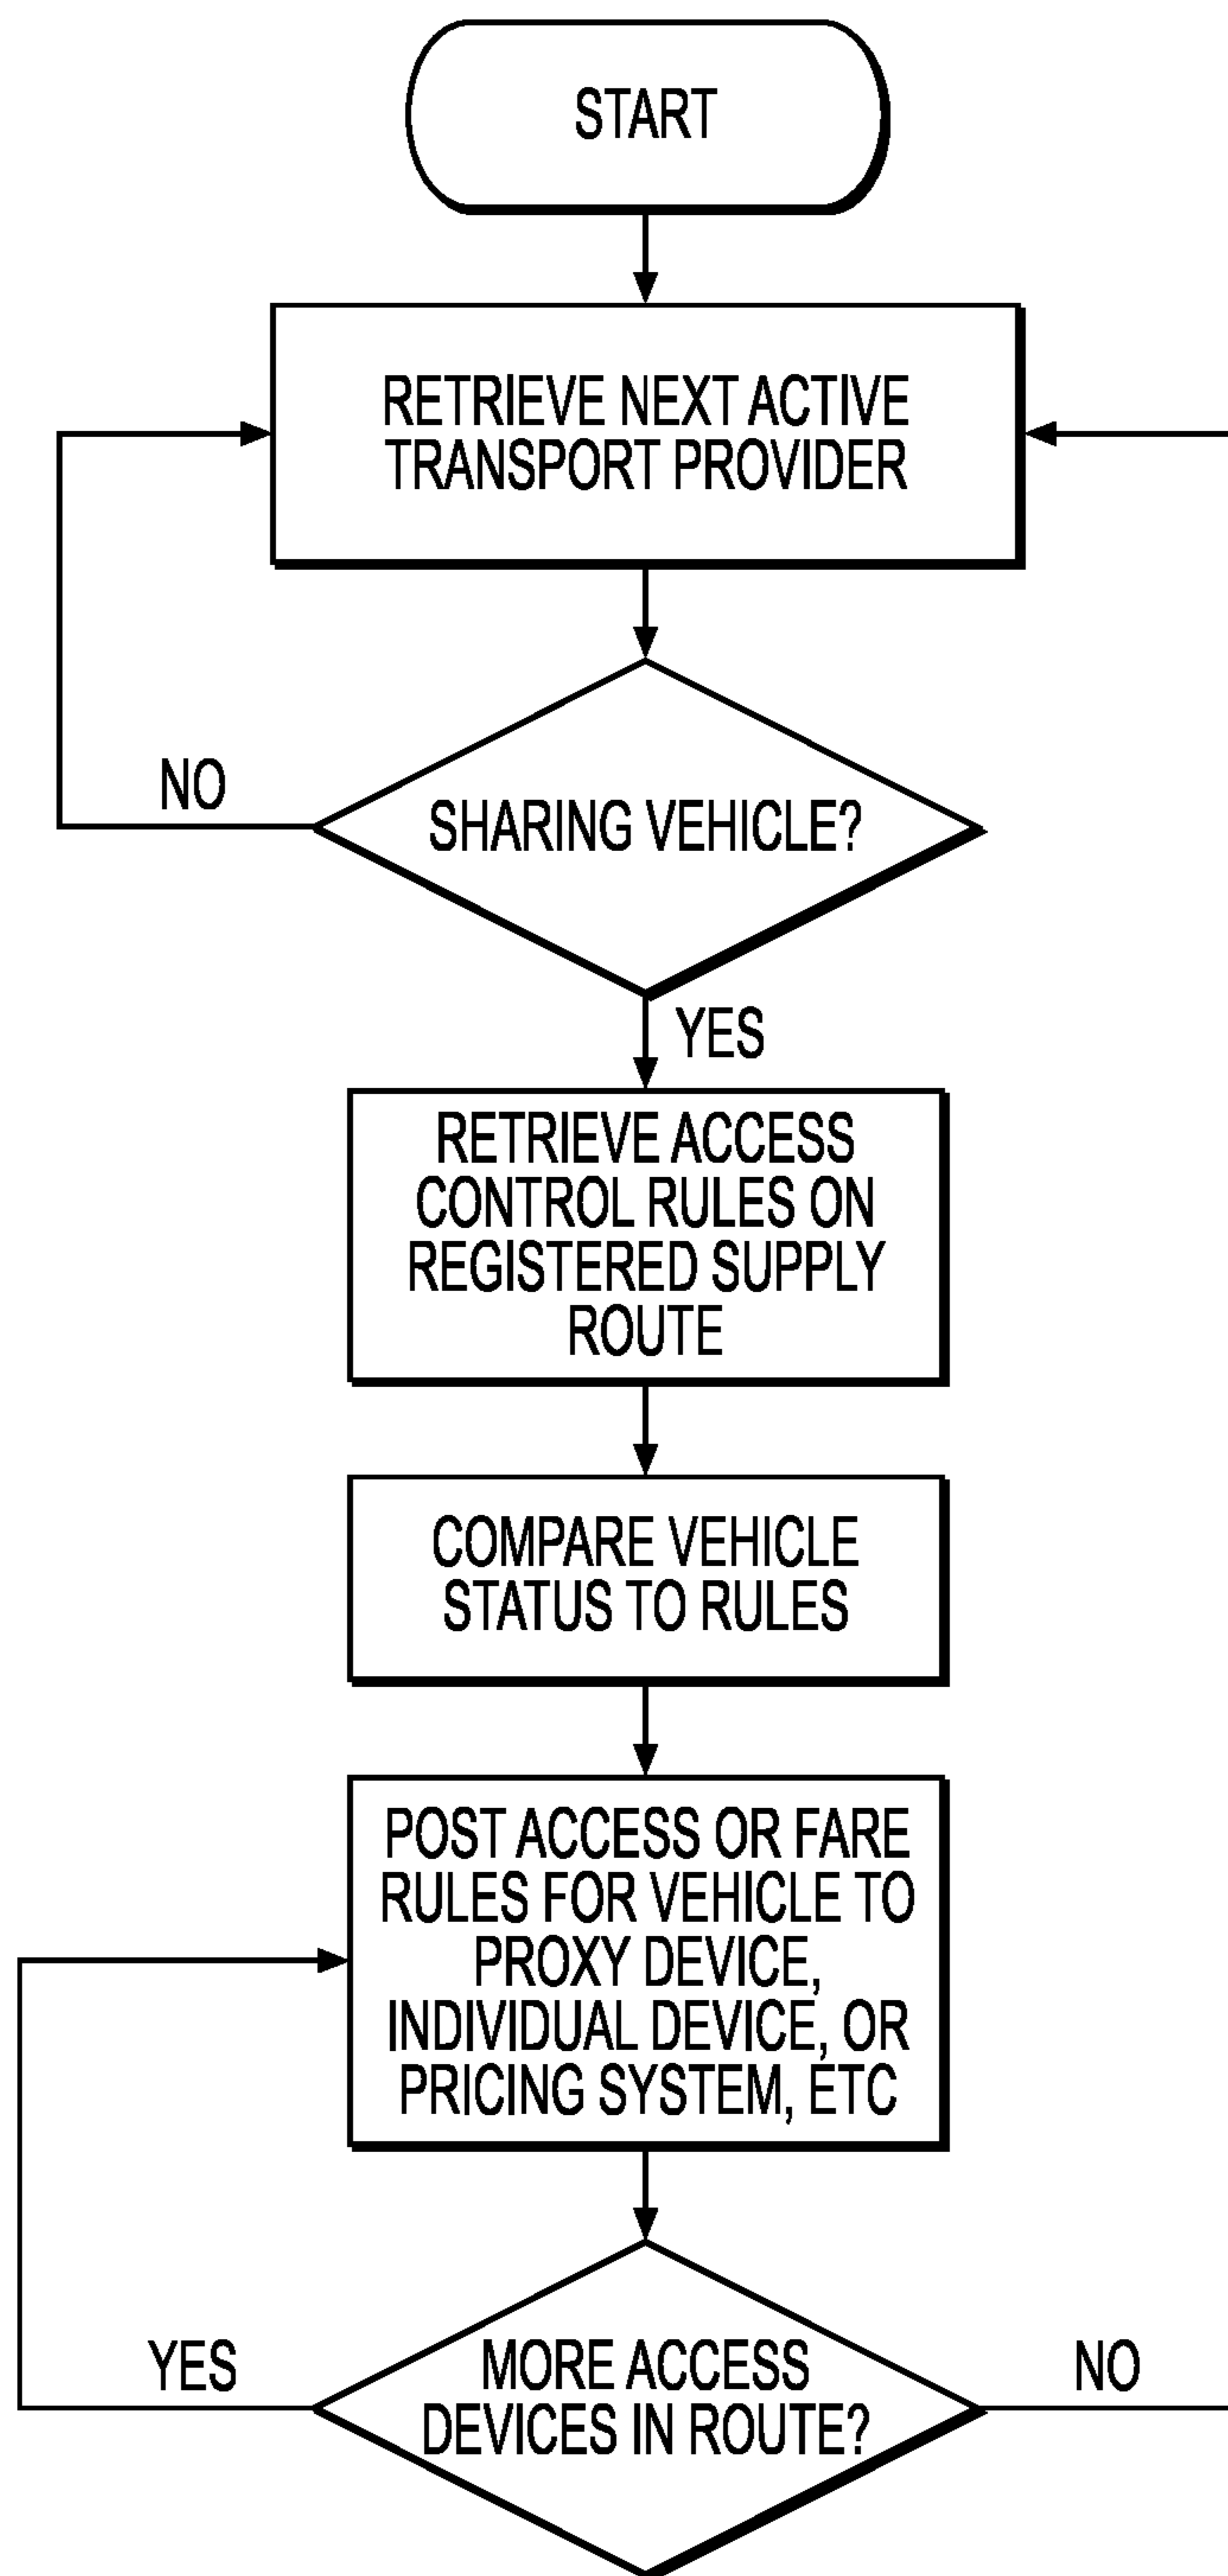 START
RETRIEVE NEXT ACTIVE
TRANSPORT PROVIDER
NO
SHARING VEHICLE?
YES
RETRIEVE ACCESS
CONTROL RULES ON
REGISTERED SUPPLY
ROUTE
COMPARE VEHICLE
STATUS TO RULES
POST ACCESS OR FARE
RULES FOR VEHICLE TO
PROXY DEVICE,
INDIVIDUAL DEVICE, OR
PRICING SYSTEM, ETC
YES
MORE ACCESS
DEVICES IN ROUTE?
NO